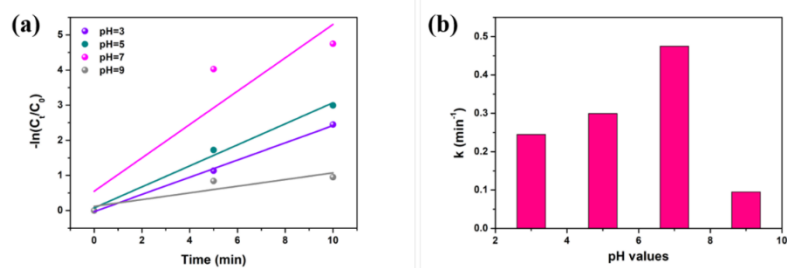 (a)
pH=3
pH=5
pH=7
pH=9
-ln(Ct/C0)
5
4
3
2
1
0
0 2 4 6 8 10
Time (min)
(b)
k (min-1)
0.5
0.4
0.3
0.2
0.1
0.0
2 4 6 8 10
pH values